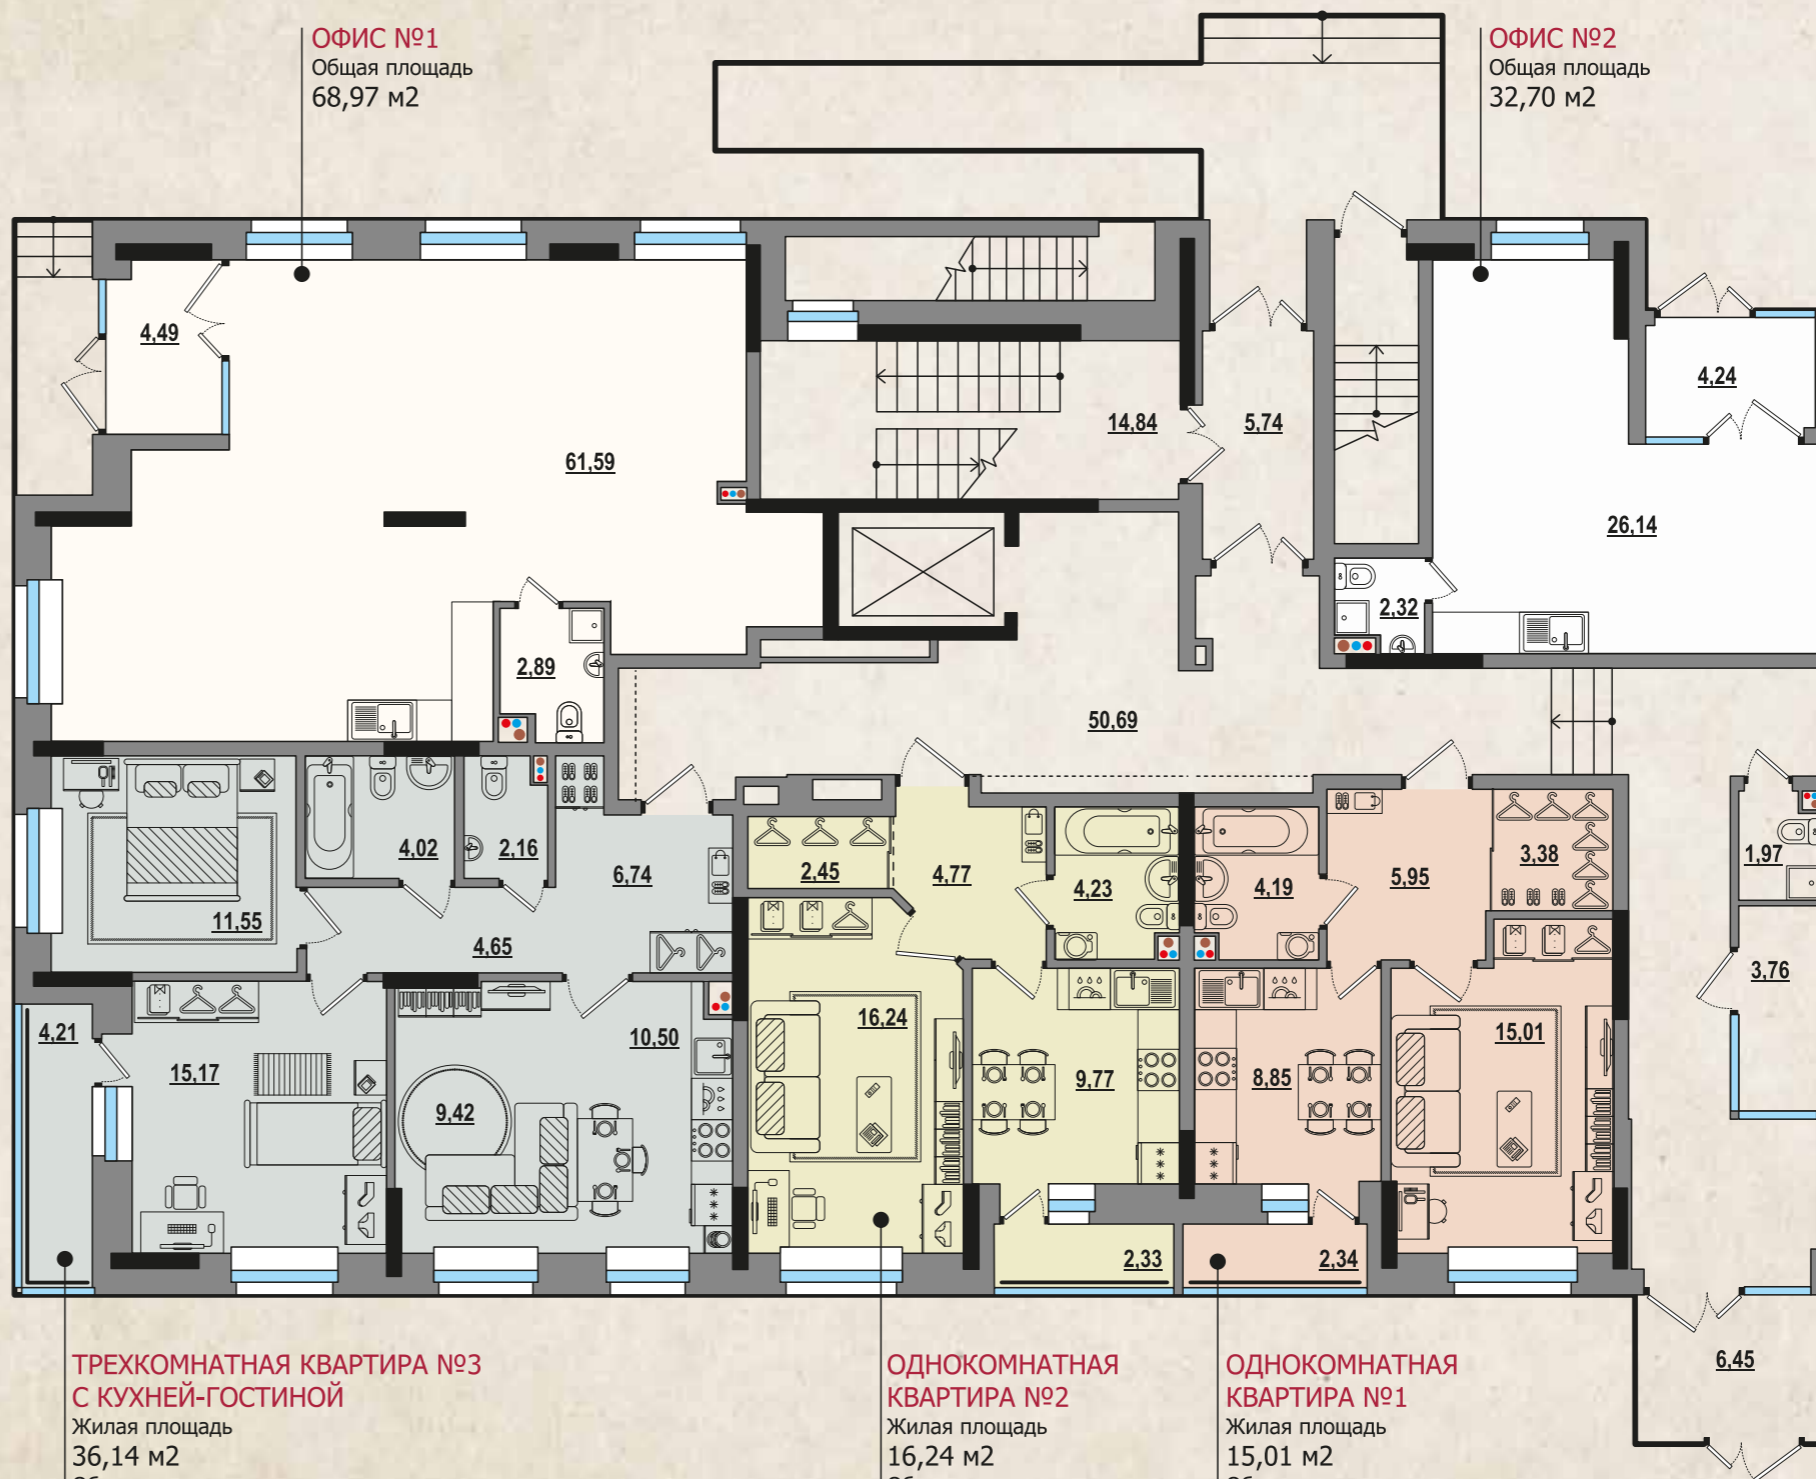 ОФИС №1
Общая площадь
68,97 м2
ОФИС №2
Общая площадь
32,70 м2
4,49
61,59
14,84
5,74
4,24
26,14
2,32
2,89
50,69
4,02
2,16
6,74
11,55
4,65
2,45
4,77
4,23
4,19
5,95
3,38
1,97
3,76
4,21
15,17
9,42
10,50
16,24
9,77
8,85
15,01
2,33
2,34
6,45
ТРЕХКОМНАТНАЯ КВАРТИРА №3
С КУХНЕЙ-ГОСТИНОЙ
Жилая площадь
36,14 м2
ОДНОКОМНАТНАЯ
КВАРТИРА №2
Жилая площадь
16,24 м2
ОДНОКОМНАТНАЯ
КВАРТИРА №1
Жилая площадь
15,01 м2